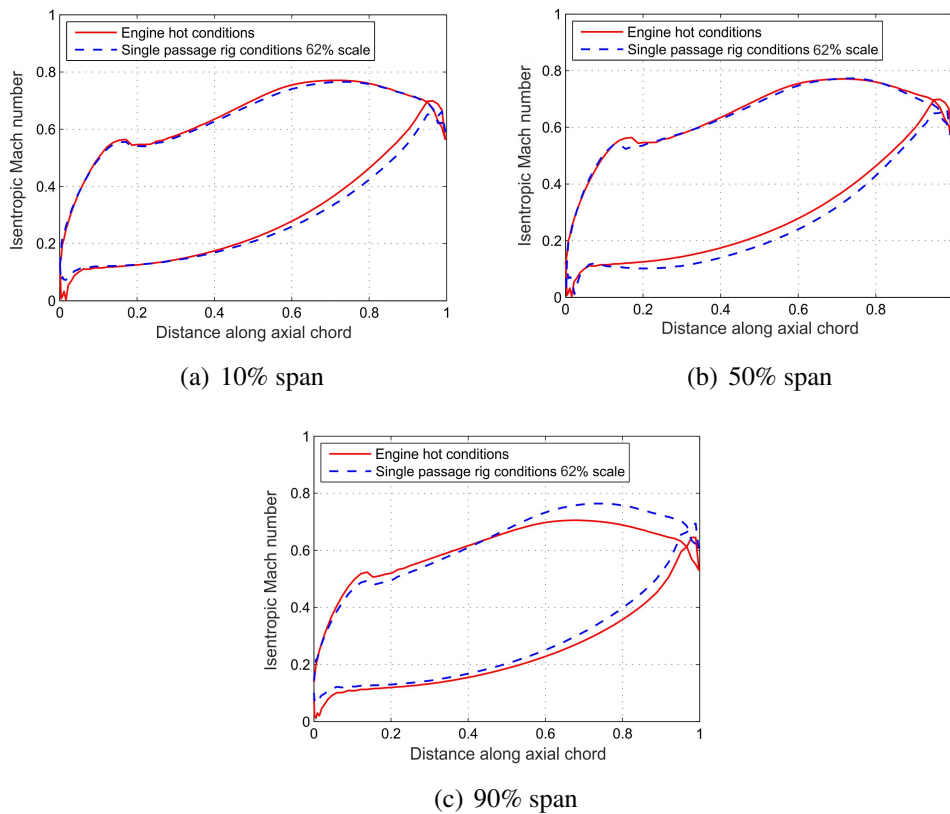 Engine hot conditions
Single passage rig conditions 62% scale
Isentropic Mach number
1
0.8
0.6
0.4
0.2
0
0 0.2 0.4 0.6 0.8 1
Distance along axial chord
(a) 10% span
Engine hot conditions
Single passage rig conditions 62% scale
Isentropic Mach number
1
0.8
0.6
0.4
0.2
0
0 0.2 0.4 0.6 0.8
Distance along axial chord
(b) 50% span
Engine hot conditions
Single passage rig conditions 62% scale
Isentropic Mach number
1
0.8
0.6
0.4
0.2
0
0 0.2 0.4 0.6 0.8 1
Distance along axial chord
(c) 90% span